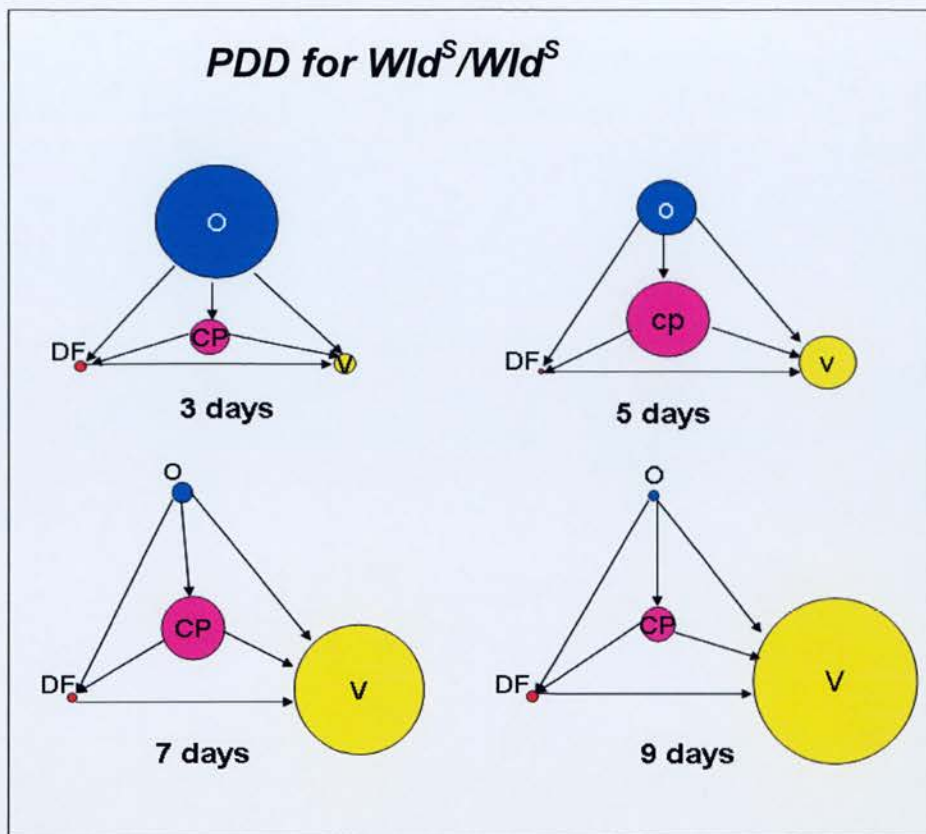 PDD for Wld^S/Wld^S
O
CP
DF
V
3 days
O
cp
DF
V
5 days
O
CP
DF
V
7 days
O
CP
DF
V
9 days